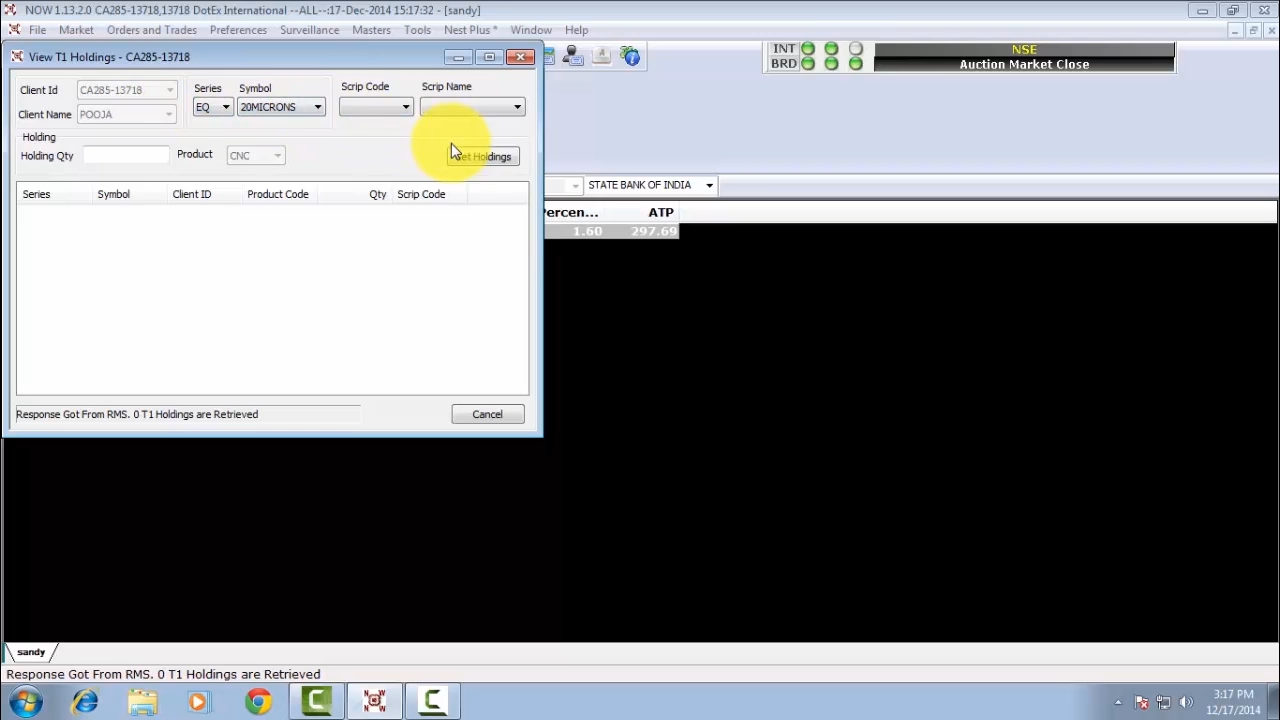 NOW 1.13.2.0 CA285-13718,13718 DotEx International --ALL--:17-Dec-2014 15:17:32 - [sandy]
File Market Orders and Trades Preferences Surveillance Masters Tools Nest Plus * Window Help
View T1 Holdings - CA285-13718
INT
BRD
NSE
Auction Market Close
Client Id CA285-13718
Client Name POOJA
Series Symbol Scrip Code Scrip Name
EQ 20MICRONS
Holding
Holding Qty Product CNC Get Holdings
Series Symbol Client ID Product Code Qty Scrip Code
STATE BANK OF INDIA
Percen... ATP
1.60 297.69
Response Got From RMS. 0 T1 Holdings are Retrieved Cancel
sandy
Response Got From RMS. 0 T1 Holdings are Retrieved
3:17 PM
12/17/2014